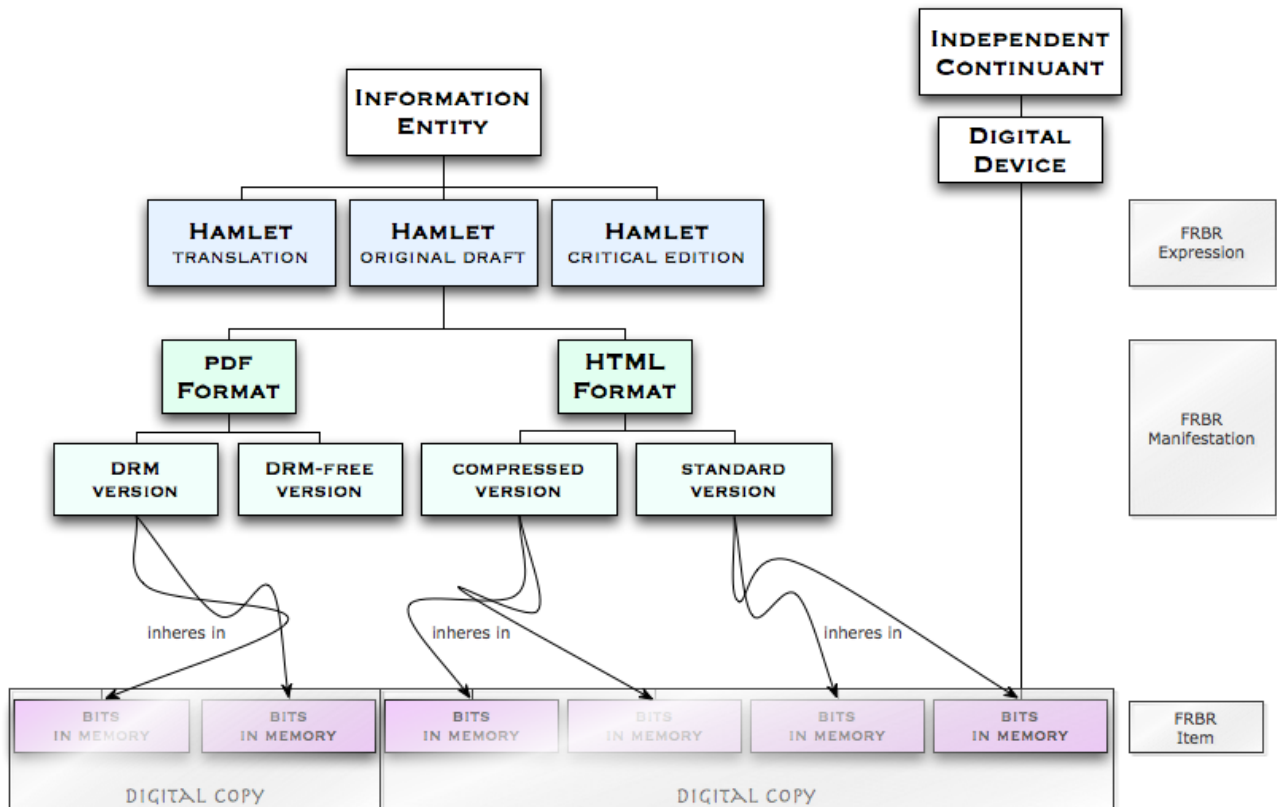 INDEPENDENT
CONTINUANT
INFORMATION
ENTITY
DIGITAL
DEVICE
HAMLET
TRANSLATION
HAMLET
ORIGINAL DRAFT
HAMLET
CRITICAL EDITION
FRBR
Expression
PDF
FORMAT
HTML
FORMAT
FRBR
Manifestation
DRM
VERSION
DRM-FREE
VERSION
COMPRESSED
VERSION
STANDARD
VERSION
inheres in
inheres in
inheres in
BITS
IN MEMORY
BITS
IN MEMORY
BITS
IN MEMORY
BITS
IN MEMORY
BITS
IN MEMORY
BITS
IN MEMORY
FRBR
Item
DIGITAL COPY
DIGITAL COPY